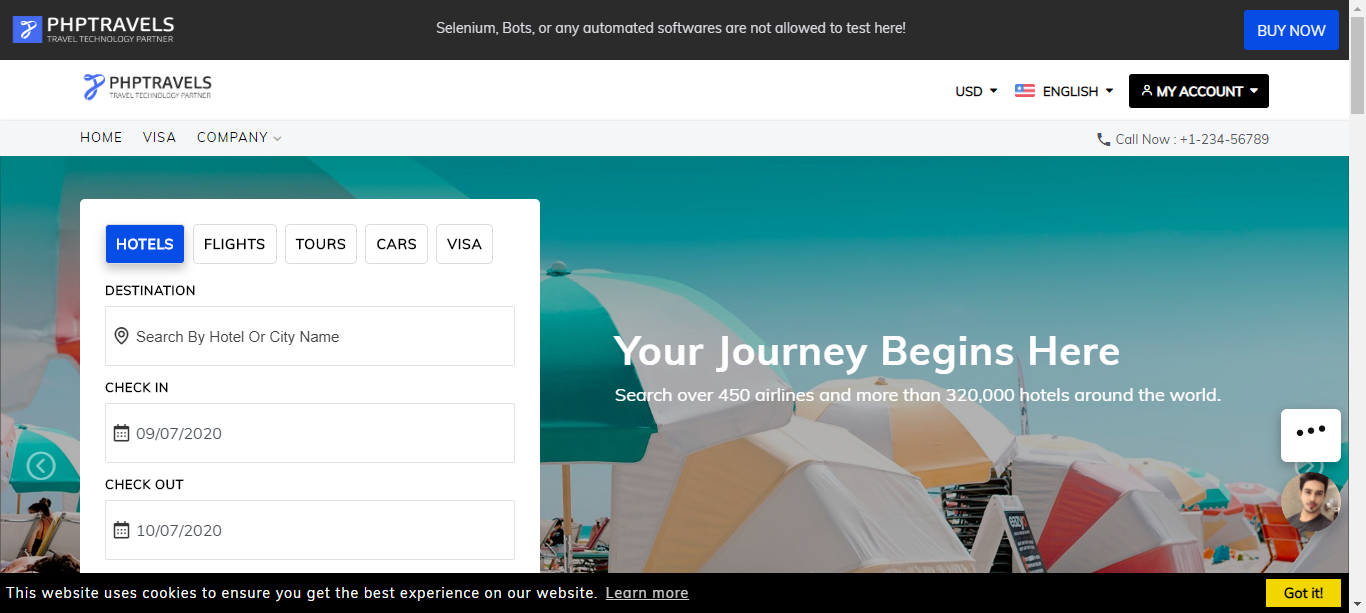 PHPTRAVELS
TRAVEL TECHNOLOGY PARTNER
Selenium, Bots, or any automated softwares are not allowed to test here!
BUY NOW
PHPTRAVELS
TRAVEL TECHNOLOGY PARTNER
USD
ENGLISH
MY ACCOUNT
HOME VISA COMPANY
Call Now : +1-234-56789
HOTELS FLIGHTS TOURS CARS VISA
DESTINATION
Search By Hotel Or City Name
CHECK IN
09/07/2020
CHECK OUT
10/07/2020
Your Journey Begins Here
Search over 450 airlines and more than 320,000 hotels around the world.
This website uses cookies to ensure you get the best experience on our website. Learn more
Got it!